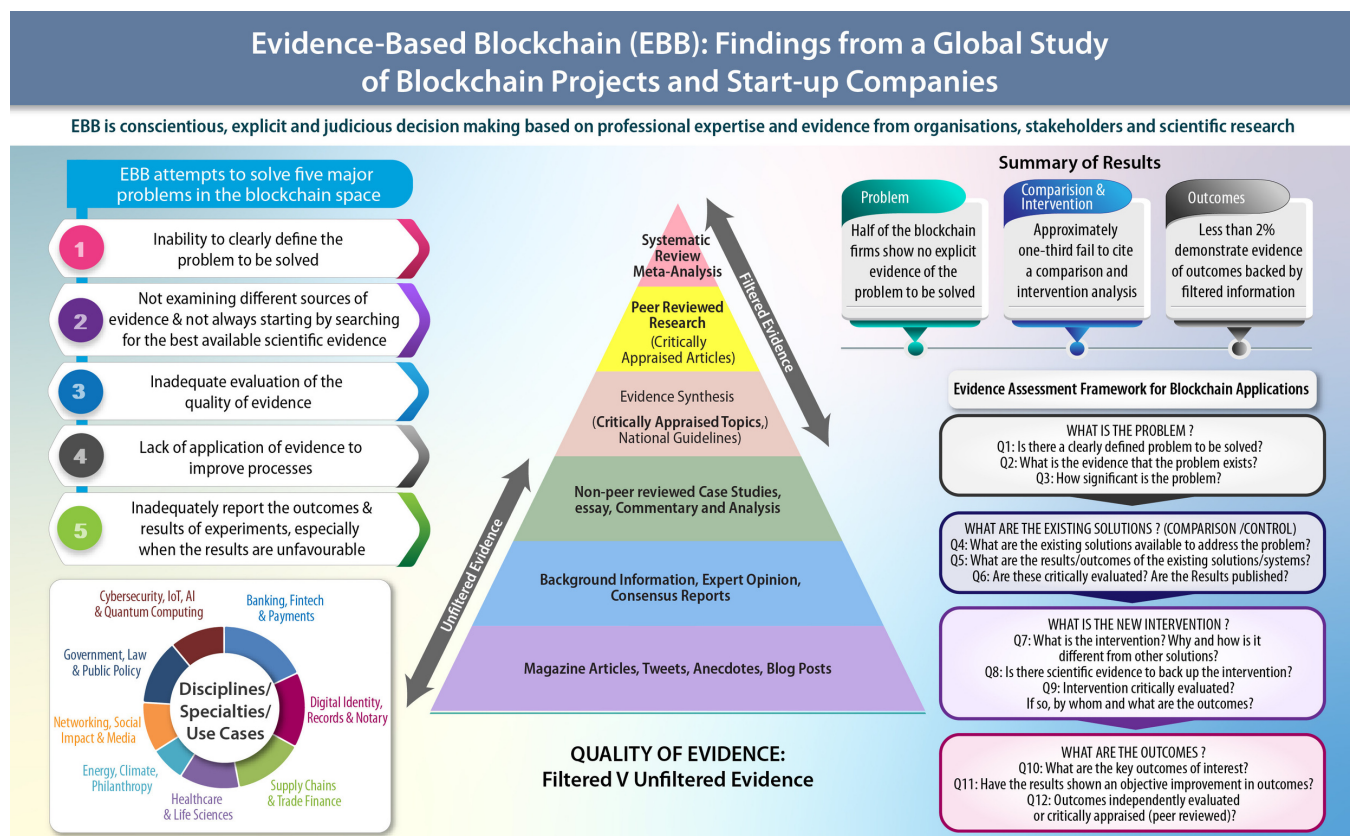 Evidence-Based Blockchain (EBB): Findings from a Global Study
of Blockchain Projects and Start-up Companies
EBB is conscientious, explicit and judicious decision making based on professional expertise and evidence from organisations, stakeholders and scientific research
EBB attempts to solve five major
problems in the blockchain space
1
Inability to clearly define the
problem to be solved
2
Not examining different sources of
evidence & not always starting by searching
for the best available scientific evidence
3
Inadequate evaluation of the
quality of evidence
4
Lack of application of evidence to
improve processes
5
Inadequately report the outcomes &
results of experiments, especially
when the results are unfavourable
Cybersecurity, IoT, AI
& Quantum Computing
Banking, Fintech
& Payments
Government, Law
& Public Policy
Digital Identity,
Records & Notary
Disciplines/
Specialties/
Use Cases
Networking, Social
Impact & Media
Energy, Climate,
Philanthropy
Healthcare
& Life Sciences
Supply Chains
& Trade Finance
Systematic
Review
Meta-Analysis
Peer Reviewed
Research
(Critically
Appraised Articles)
Evidence Synthesis
(Critically Appraised Topics,)
National Guidelines)
Non-peer reviewed Case Studies,
essay, Commentary and Analysis
Background Information, Expert Opinion,
Consensus Reports
Magazine Articles, Tweets, Anecdotes, Blog Posts
Filtered Evidence
Unfiltered Evidence
QUALITY OF EVIDENCE:
Filtered V Unfiltered Evidence
Summary of Results
Problem
Half of the blockchain
firms show no explicit
evidence of the
problem to be solved
Comparision &
Intervention
Approximately
one-third fail to cite
a comparison and
intervention analysis
Outcomes
Less than 2%
demonstrate evidence
of outcomes backed by
filtered information
Evidence Assessment Framework for Blockchain Applications
WHAT IS THE PROBLEM ?
Q1: Is there a clearly defined problem to be solved?
Q2: What is the evidence that the problem exists?
Q3: How significant is the problem?
WHAT ARE THE EXISTING SOLUTIONS ? (COMPARISON /CONTROL)
Q4: What are the existing solutions available to address the problem?
Q5: What are the results/outcomes of the existing solutions/systems?
Q6: Are these critically evaluated? Are the Results published?
WHAT IS THE NEW INTERVENTION ?
Q7: What is the intervention? Why and how is it
different from other solutions?
Q8: Is there scientific evidence to back up the intervention?
Q9: Intervention critically evaluated?
If so, by whom and what are the outcomes?
WHAT ARE THE OUTCOMES ?
Q10: What are the key outcomes of interest?
Q11: Have the results shown an objective improvement in outcomes?
Q12: Outcomes independently evaluated
or critically appraised (peer reviewed)?